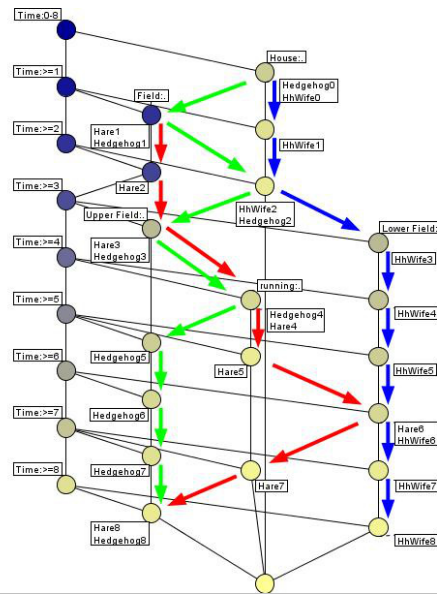 Time:0-8
House:.
Time:>=1
Field:.
Hedgehog0
HhWife0
Time:>=2
Hare1
Hedgehog1
HhWife1
Time:>=3
Hare2
Upper Field:.
HhWife2
Hedgehog2
Lower Field:.
Time:>=4
Hare3
Hedgehog3
HhWife3
running:.
Time:>=5
Hedgehog4
Hare4
HhWife4
Time:>=6
Hedgehog5
Hare5
HhWife5
Time:>=7
Hedgehog6
Hare6
HhWife6
Time:>=8
Hedgehog7
Hare7
HhWife7
Hare8
Hedgehog8
HhWife8